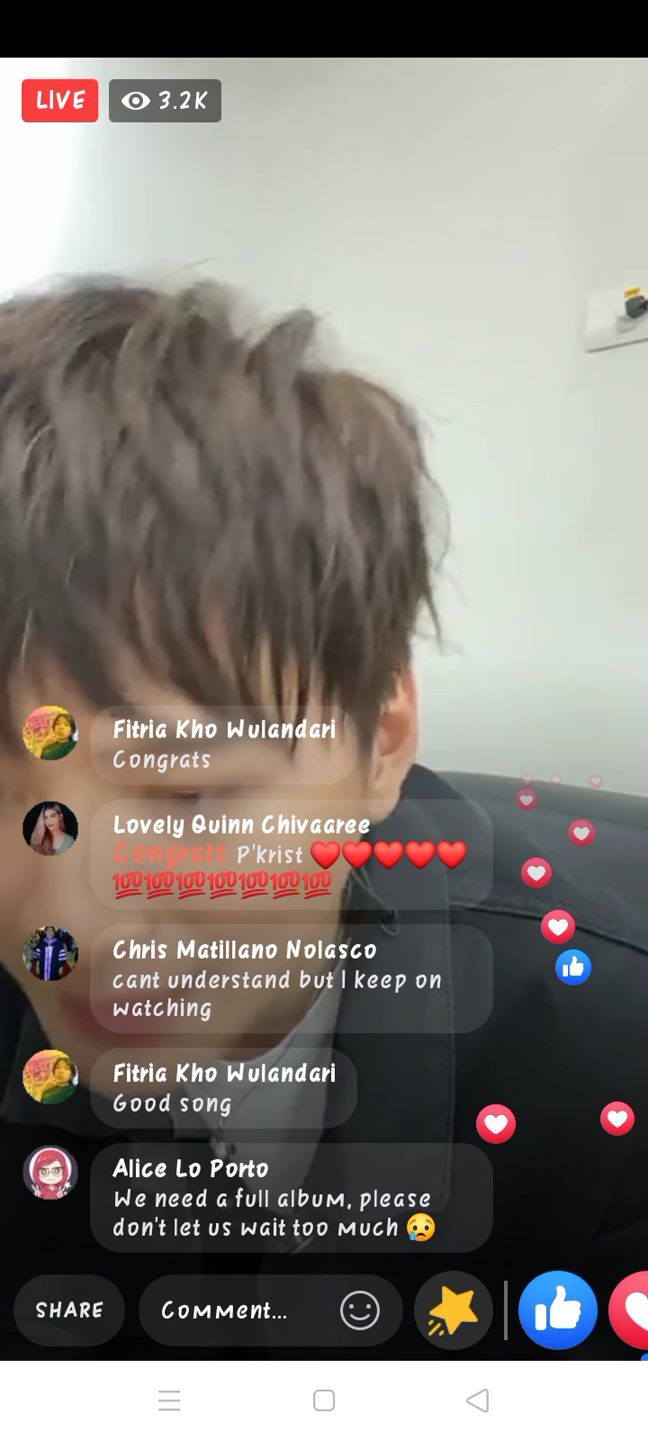 LIVE 3.2K
Fitria Kho Wulandari
Congrats
Lovely Quinn Chivaaree
Congrats P'krist ❤️❤️❤️❤️❤️
💯💯💯💯💯💯💯
Chris Matillano Nolasco
cant understand but I keep on
watching
Fitria Kho Wulandari
Good song
Alice Lo Porto
We need a full album, please
don't let us wait too much 😢
SHARE Comment...